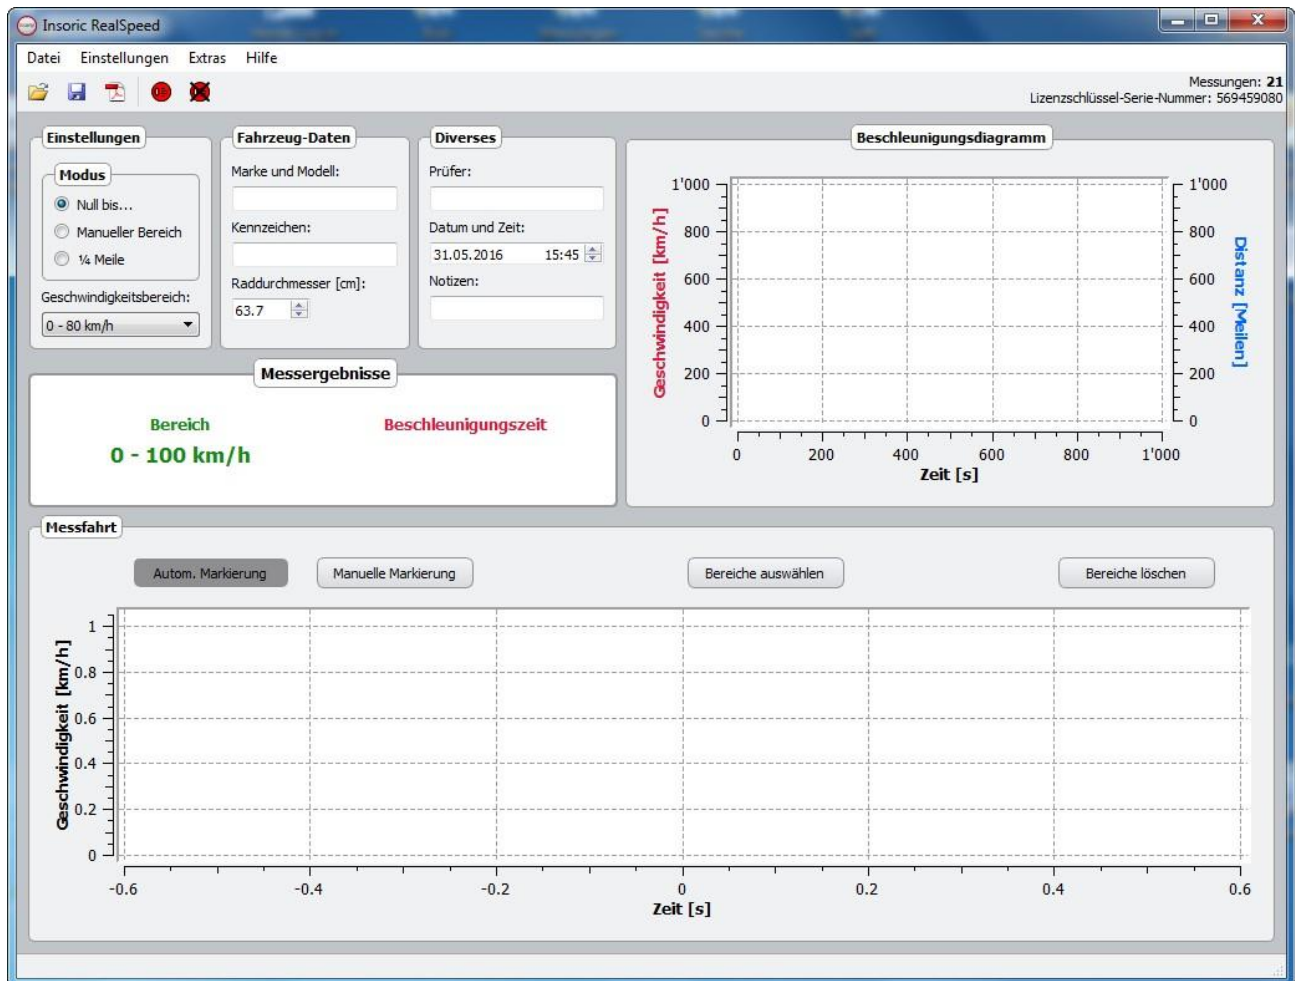 Insoric RealSpeed
Datei Einstellungen Extras Hilfe
Messungen: 21
Lizenzschlüssel-Serie-Nummer: 569459080
Einstellungen
Modus
Null bis...
Manueller Bereich
¼ Meile
Geschwindigkeitsbereich:
0 - 80 km/h
Fahrzeug-Daten
Marke und Modell:
Kennzeichen:
Raddurchmesser [cm]:
63.7
Diverses
Prüfer:
Datum und Zeit:
31.05.2016 15:45
Notizen:
Messergebnisse
Bereich
0 - 100 km/h
Beschleunigungszeit
Beschleunigungsdiagramm
Geschwindigkeit [km/h]
1'000
800
600
400
200
0
1'000
800
600
400
200
0
Distanz [Meilen]
0 200 400 600 800 1'000
Zeit [s]
Messfahrt
Autom. Markierung Manuelle Markierung Bereiche auswählen Bereiche löschen
Geschwindigkeit [km/h]
1
0.8
0.6
0.4
0.2
0
-0.6 -0.4 -0.2 0 0.2 0.4 0.6
Zeit [s]